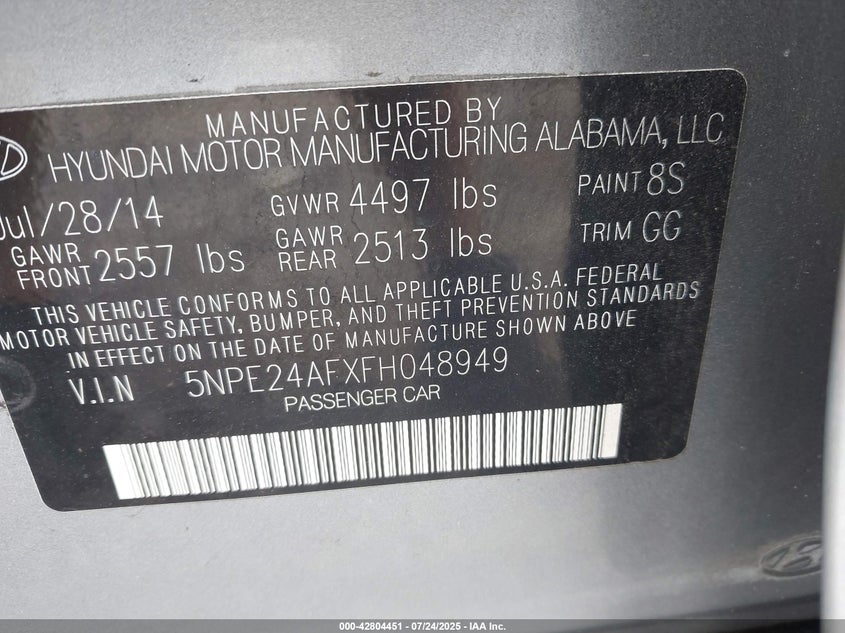 MANUFACTURED BY
HYUNDAI MOTOR MANUFACTURING ALABAMA, LLC
Jul/28/14 GVWR 4497 lbs PAINT 8S
GAWR FRONT 2557 lbs GAWR REAR 2513 lbs TRIM GG
THIS VEHICLE CONFORMS TO ALL APPLICABLE U.S.A. FEDERAL
MOTOR VEHICLE SAFETY, BUMPER, AND THEFT PREVENTION STANDARDS
IN EFFECT ON THE DATE OF MANUFACTURE SHOWN ABOVE
V.I.N 5NPE24AFXFH048949
PASSENGER CAR
000-42804451 - 07/24/2025 - IAA Inc.